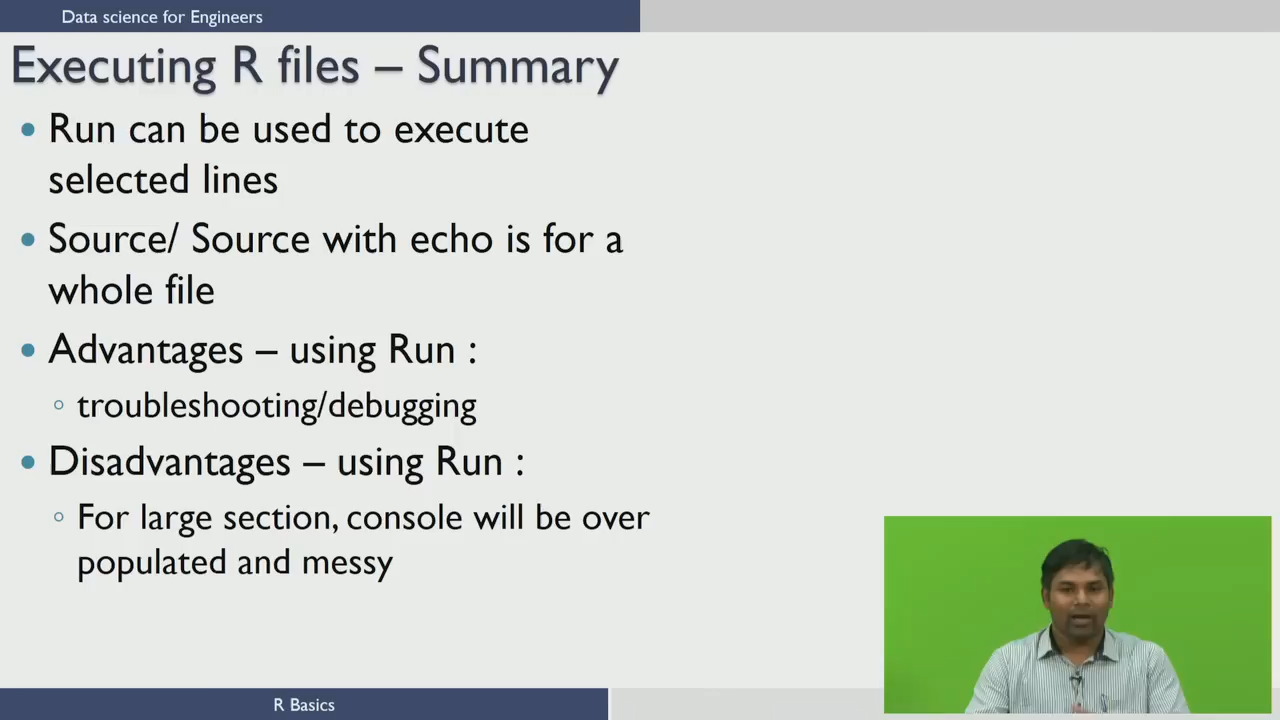 Data science for Engineers
Executing R files – Summary
• Run can be used to execute
selected lines
• Source/ Source with echo is for a
whole file
• Advantages – using Run :
◦ troubleshooting/debugging
• Disadvantages – using Run :
◦ For large section, console will be over
populated and messy
R Basics